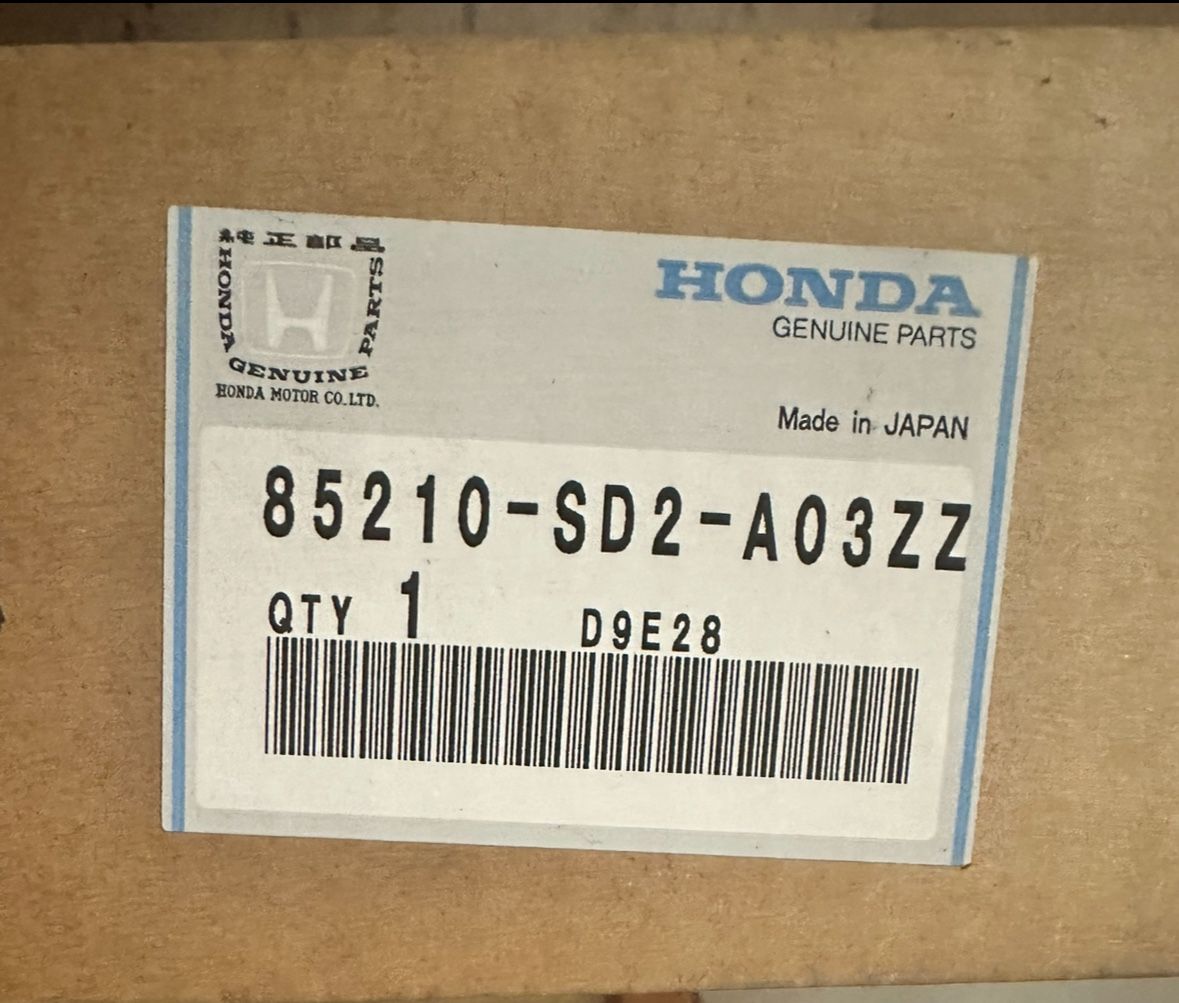 純正部品
HONDA
GENUINE
PARTS
HONDA MOTOR CO.,LTD.
HONDA
GENUINE PARTS
Made in JAPAN
85210-SD2-A03ZZ
QTY 1 D9E28